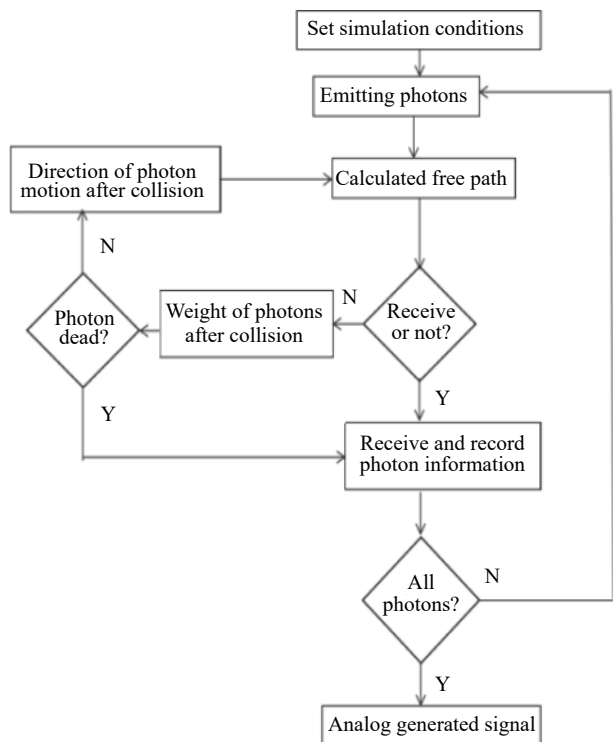 Set simulation conditions
Emitting photons
Direction of photon
motion after collision
Calculated free path
N
Photon
dead?
Weight of photons
after collision
N
Receive
or not?
Y
Y
Receive and record
photon information
All
photons?
N
Y
Analog generated signal